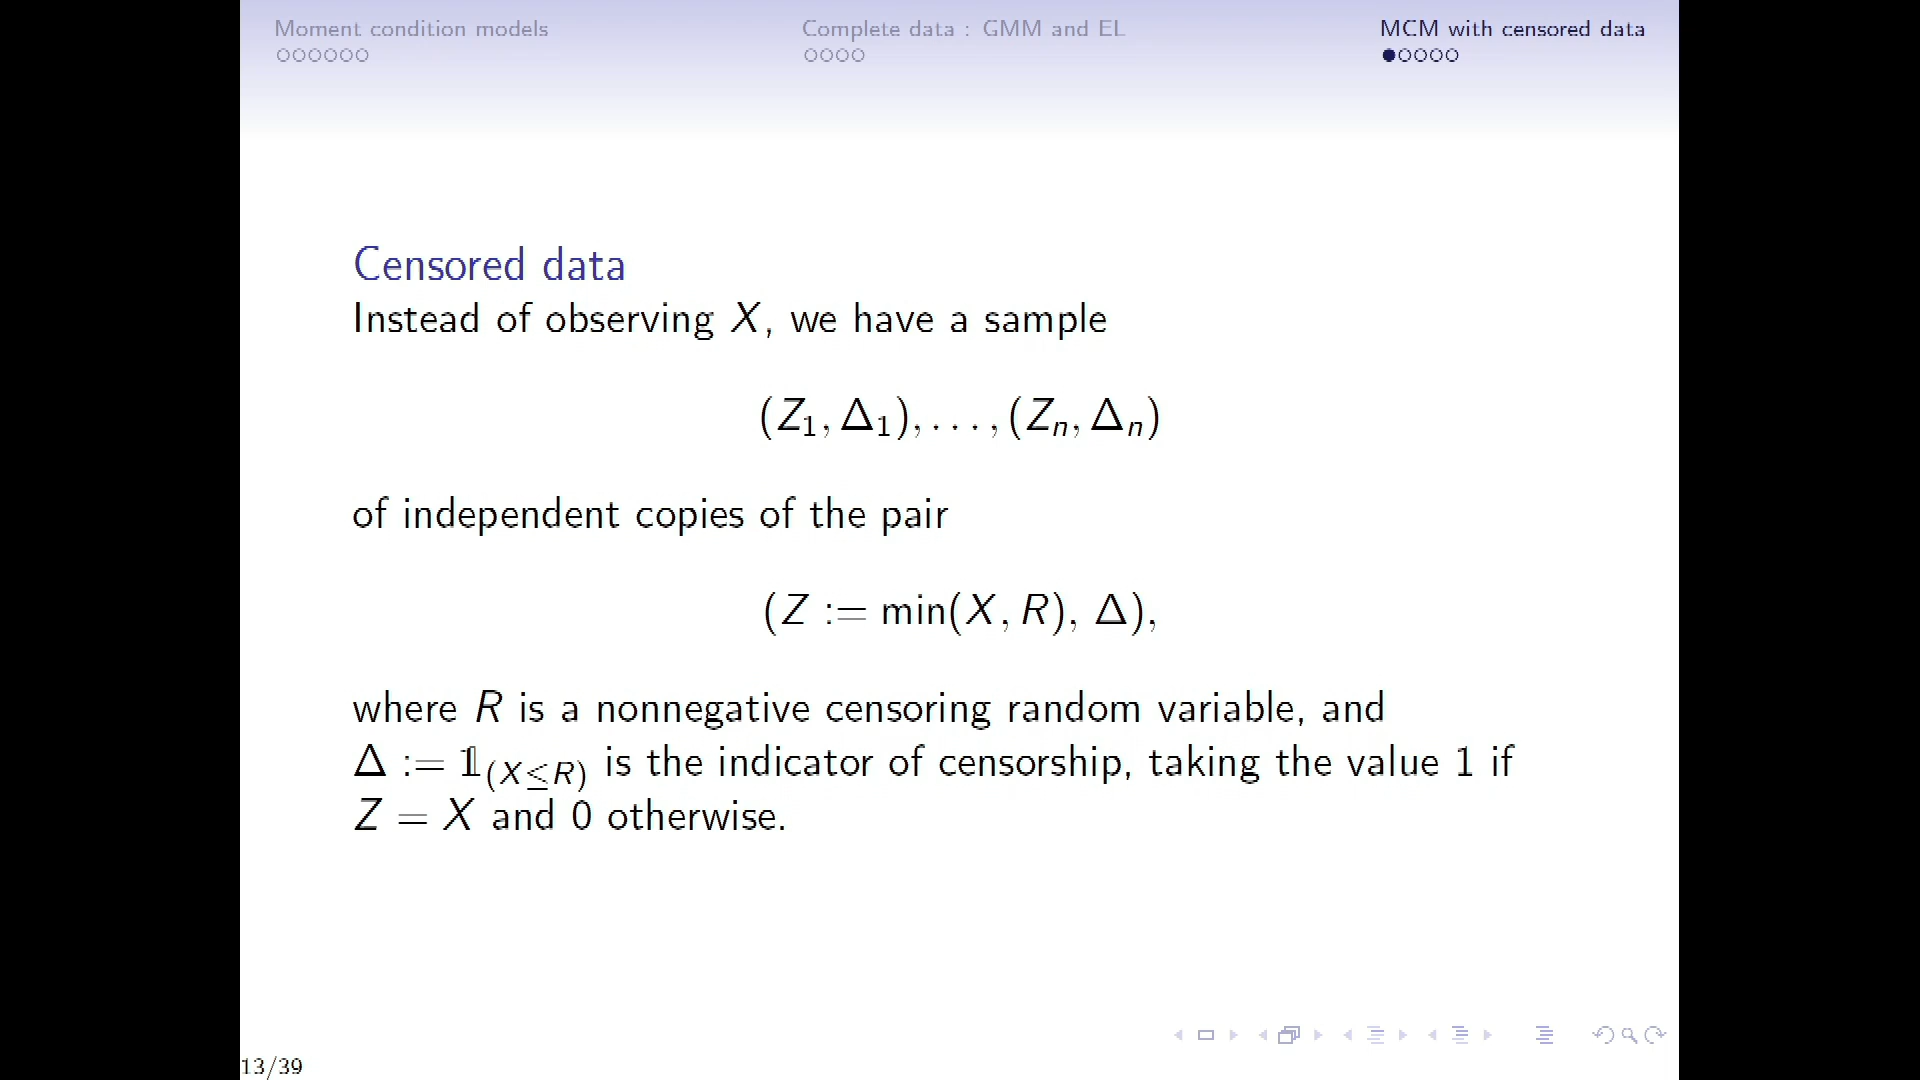 Moment condition models
Complete data : GMM and EL
MCM with censored data
Censored data
Instead of observing X, we have a sample
(Z₁, Δ₁), . . . , (Zₙ, Δₙ)
of independent copies of the pair
(Z := min(X, R), Δ),
where R is a nonnegative censoring random variable, and
Δ := 𝟙_(X≤R) is the indicator of censorship, taking the value 1 if
Z = X and 0 otherwise.
13/39